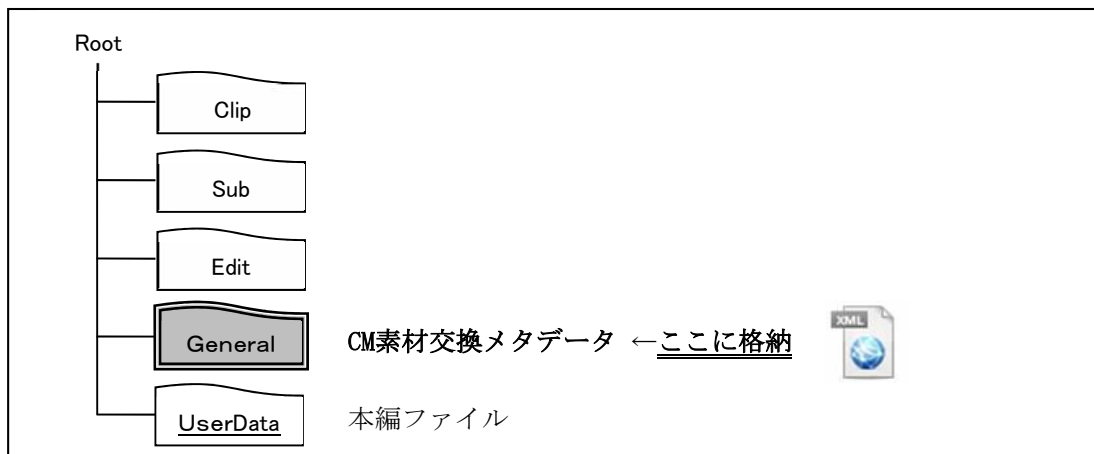 Root
Clip
Sub
Edit
General CM素材交換メタデータ ←ここに格納 XML
UserData 本編ファイル